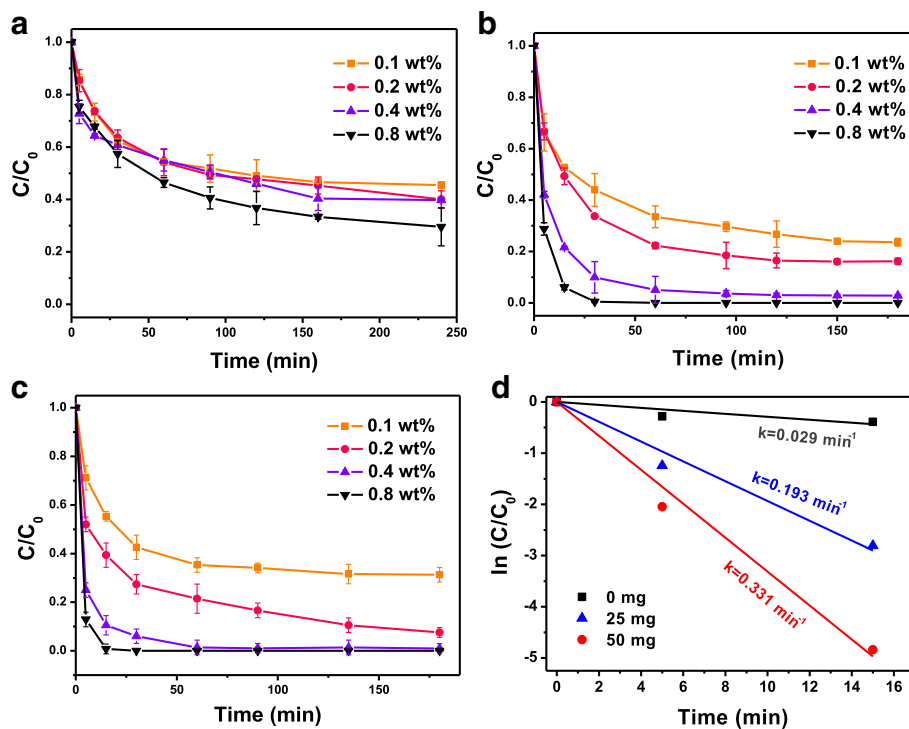 a
1.0
0.8
0.6
0.4
0.2
0.0
C/C0
0.1 wt%
0.2 wt%
0.4 wt%
0.8 wt%
0 50 100 150 200 250
Time (min)
b
1.0
0.8
0.6
0.4
0.2
0.0
C/C0
0.1 wt%
0.2 wt%
0.4 wt%
0.8 wt%
0 50 100 150
Time (min)
c
1.0
0.8
0.6
0.4
0.2
0.0
C/C0
0.1 wt%
0.2 wt%
0.4 wt%
0.8 wt%
0 50 100 150
Time (min)
d
0
-1
-2
-3
-4
-5
ln (C/C0)
k=0.029 min-1
k=0.193 min-1
k=0.331 min-1
0 mg
25 mg
50 mg
0 2 4 6 8 10 12 14 16
Time (min)